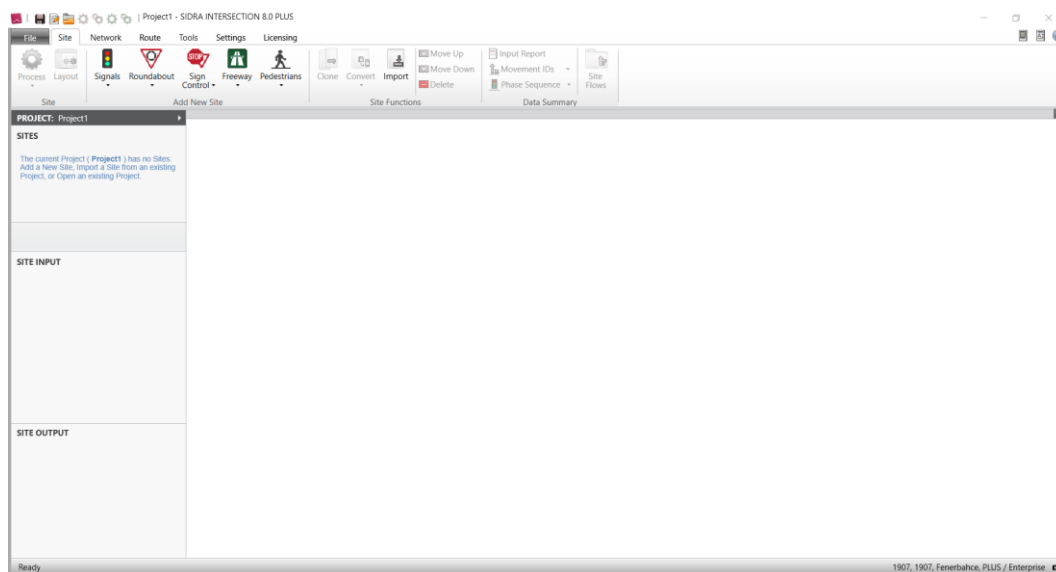 Project1 - SIDRA INTERSECTION 8.0 PLUS
File Site Network Route Tools Settings Licensing
Process Layout Signals Roundabout Sign Control Freeway Pedestrians Clone Convert Import
Move Up
Move Down
Delete
Input Report
Movement IDs
Phase Sequence
Site Flows
Site Add New Site Site Functions Data Summary
PROJECT: Project1
SITES
The current Project ( Project1 ) has no Sites.
Add a New Site, Import a Site from an existing
Project, or Open an existing Project.
SITE INPUT
SITE OUTPUT
Ready 1907, 1907, Fenerbahce, PLUS / Enterprise